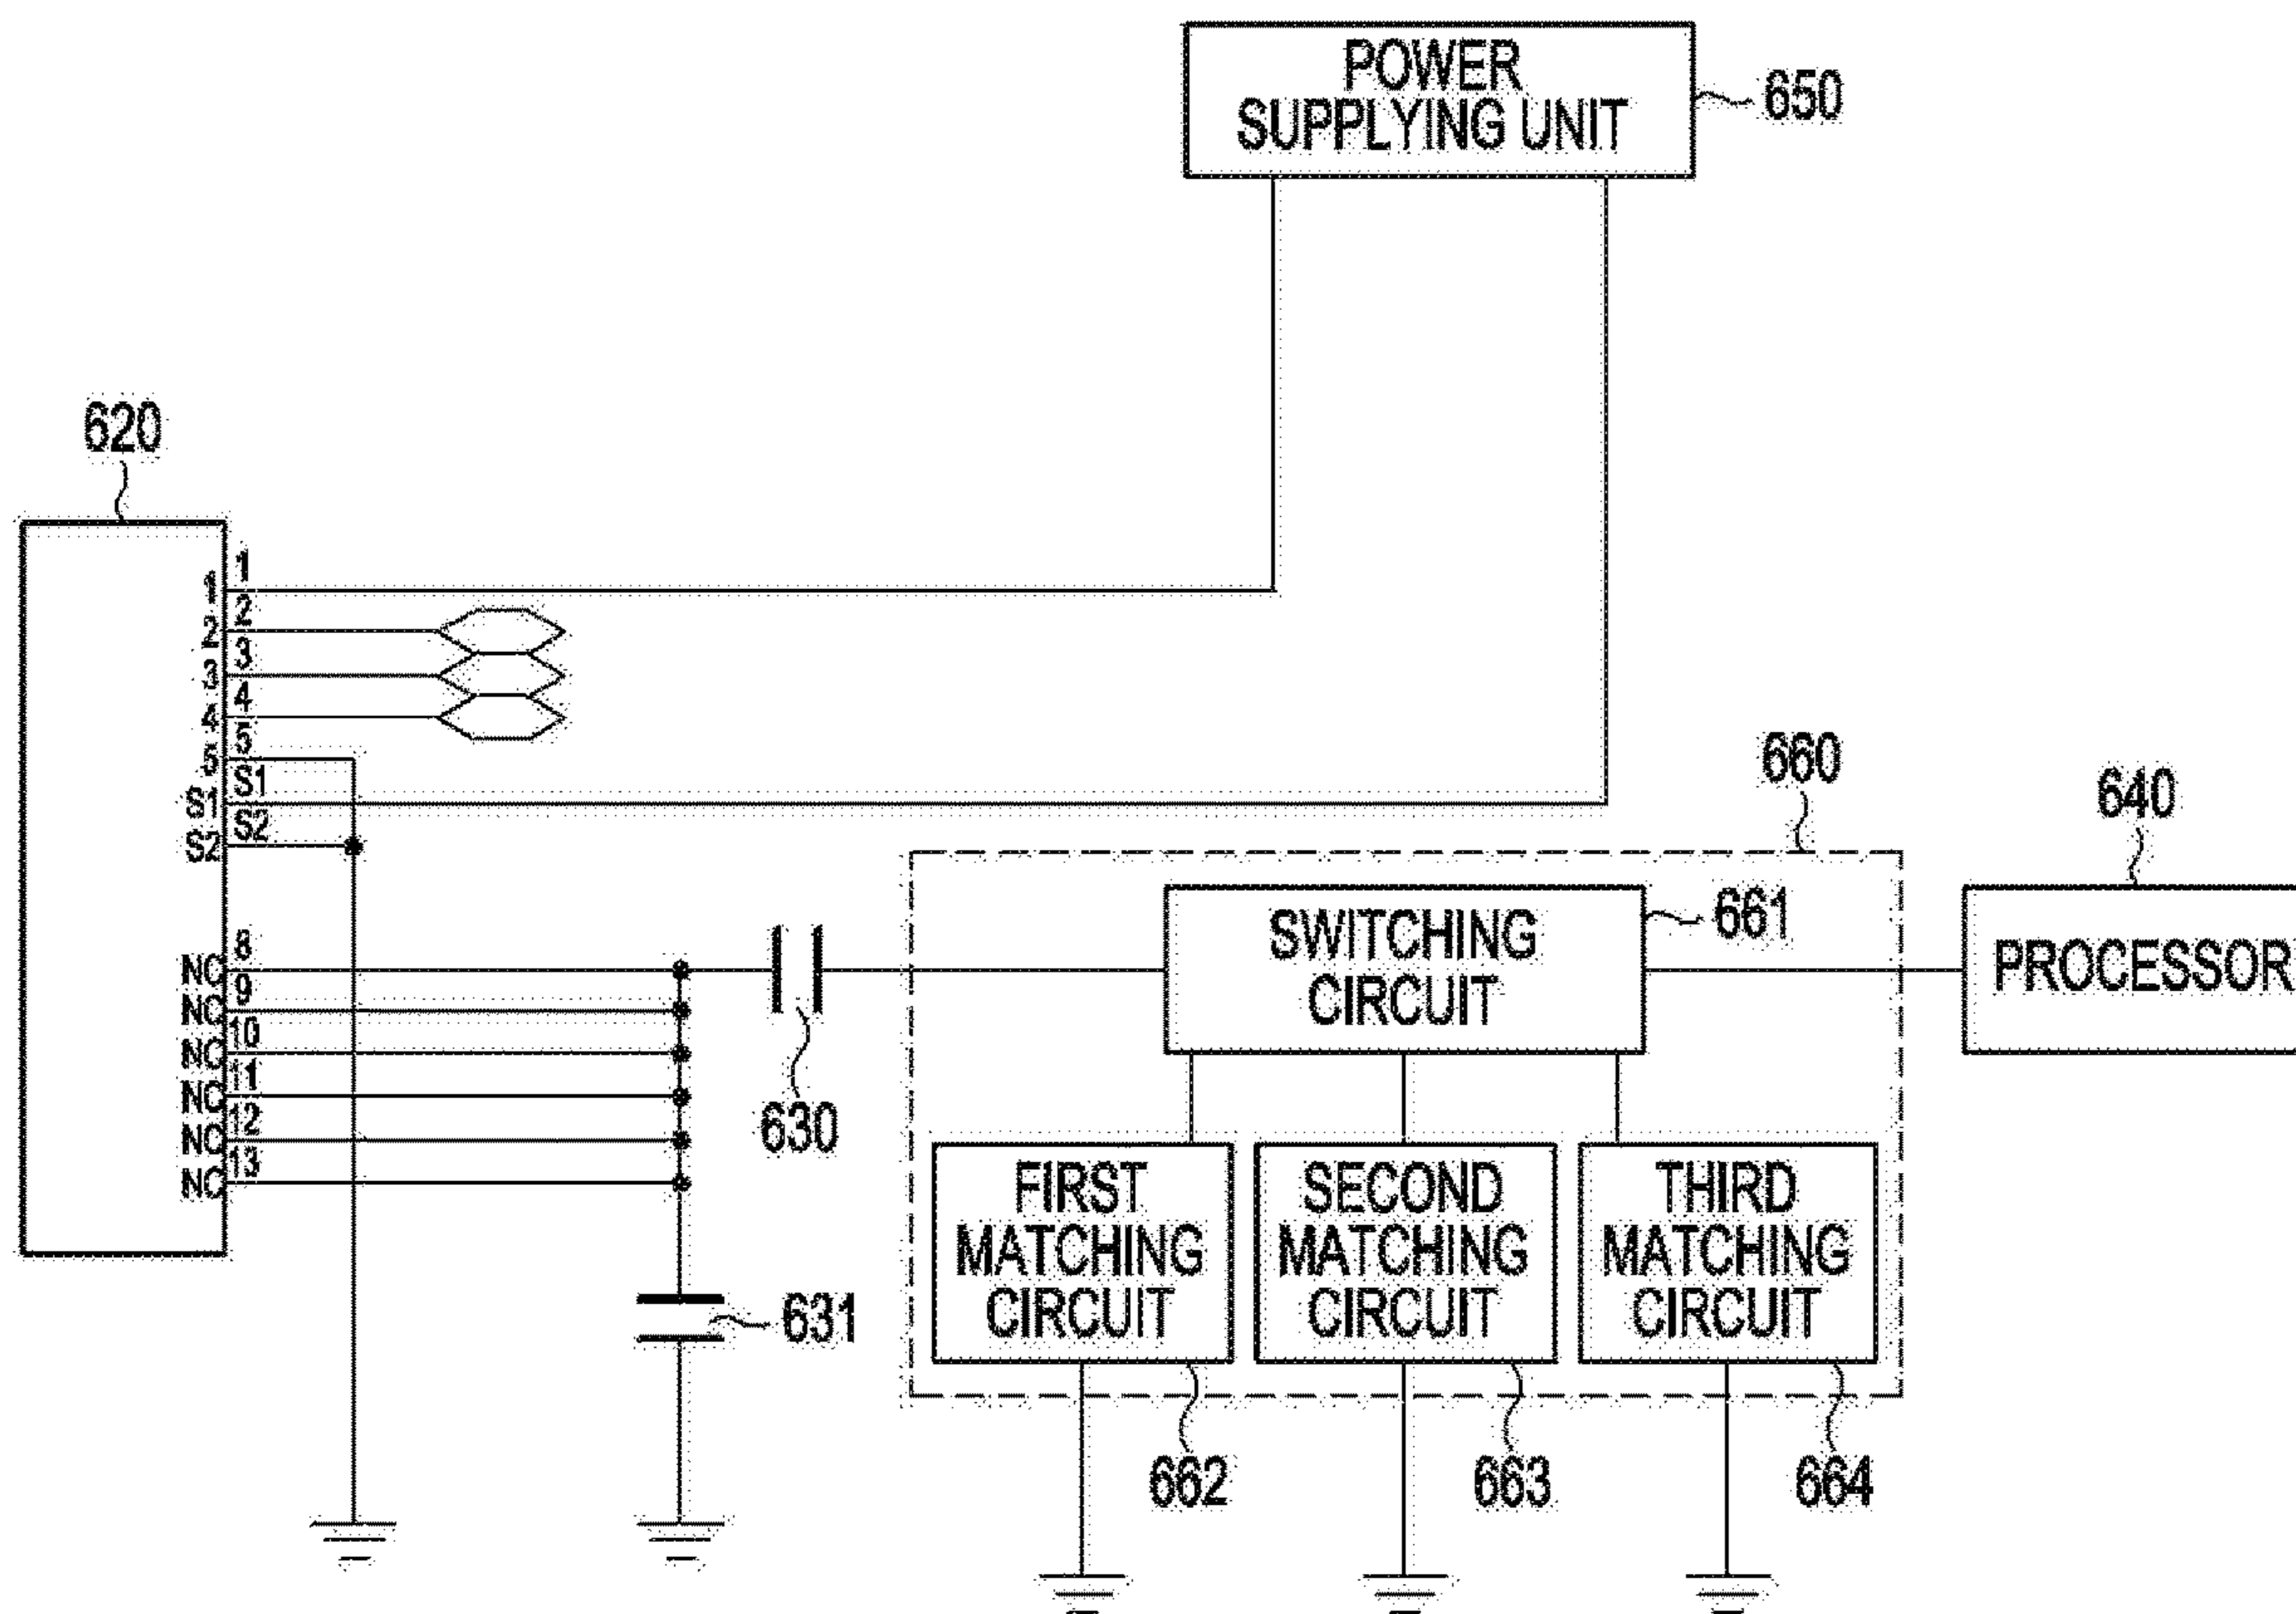 POWER
SUPPLYING UNIT
650
620
1
1
2
2
3
3
4
4
5
5
S1
S1
S2
S2
660
640
661
SWITCHING
CIRCUIT
PROCESSOR
8
NC
9
NC
10
NC
11
NC
12
NC
13
NC
630
FIRST
MATCHING
CIRCUIT
SECOND
MATCHING
CIRCUIT
THIRD
MATCHING
CIRCUIT
631
662
663
664